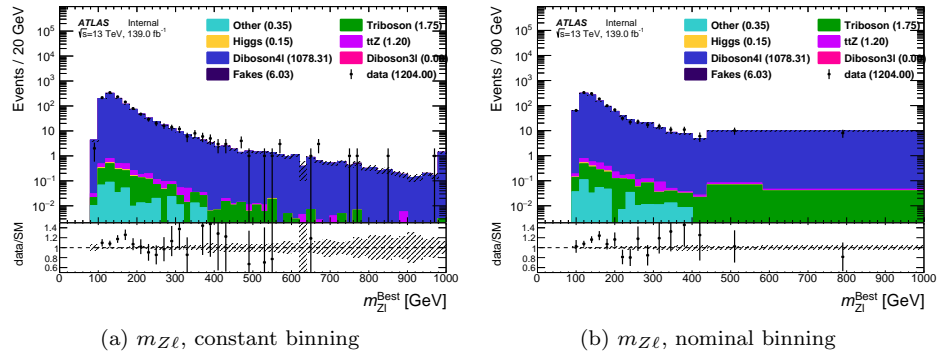 ATLAS Internal
√s=13 TeV, 139.0 fb⁻¹
Other (0.35)
Higgs (0.15)
Diboson4l (1078.31)
Fakes (6.03)
Triboson (1.75)
ttZ (1.20)
Diboson3l (0.00)
data (1204.00)
Events / 20 GeV
10⁶
10⁵
10⁴
10³
10²
10
1
10⁻¹
10⁻²
data/SM
1.4
1.2
1
0.8
0.6
100 200 300 400 500 600 700 800 900 1000
m_Zl^Best [GeV]
(a) m_Zℓ, constant binning
ATLAS Internal
√s=13 TeV, 139.0 fb⁻¹
Other (0.35)
Higgs (0.15)
Diboson4l (1078.31)
Fakes (6.03)
Triboson (1.75)
ttZ (1.20)
Diboson3l (0.00)
data (1204.00)
Events / 90 GeV
10⁶
10⁵
10⁴
10³
10²
10
1
10⁻¹
10⁻²
data/SM
1.4
1.2
1
0.8
0.6
0 100 200 300 400 500 600 700 800 900 1000
m_Zl^Best [GeV]
(b) m_Zℓ, nominal binning